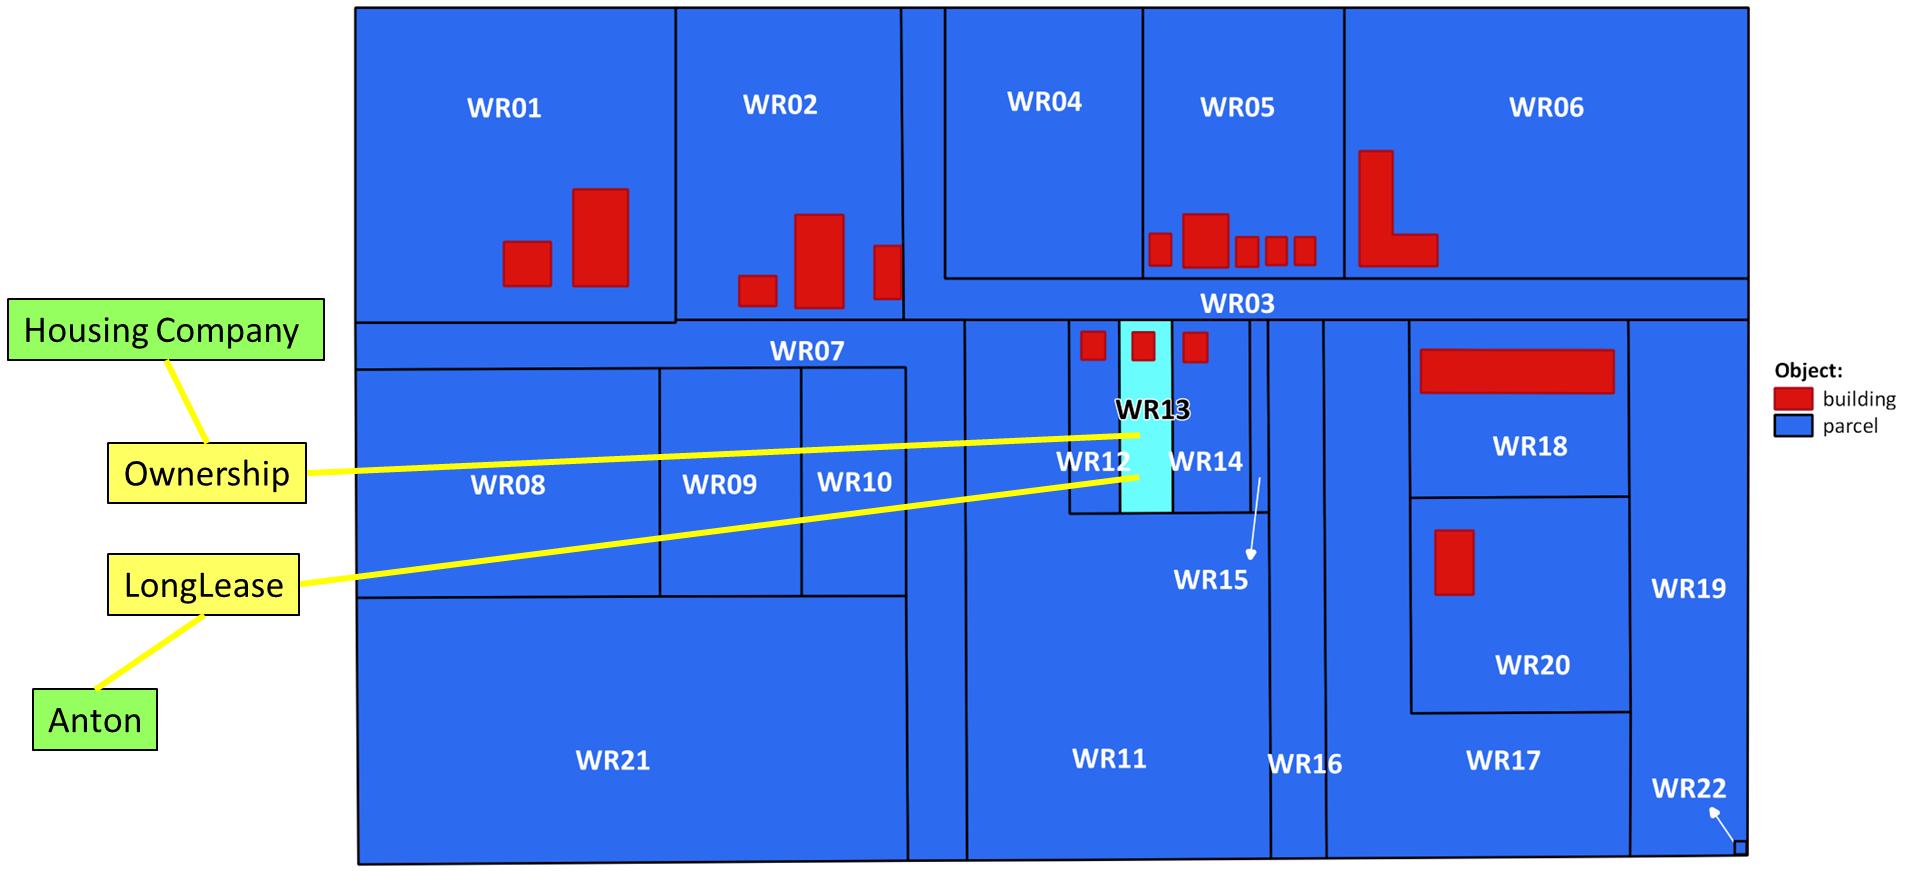 WR01
WR02
WR04
WR05
WR06
WR03
Housing Company
WR07
Object:
building
parcel
WR13
Ownership
WR08
WR09
WR10
WR12
WR14
WR18
LongLease
WR15
WR19
WR20
Anton
WR21
WR11
WR16
WR17
WR22